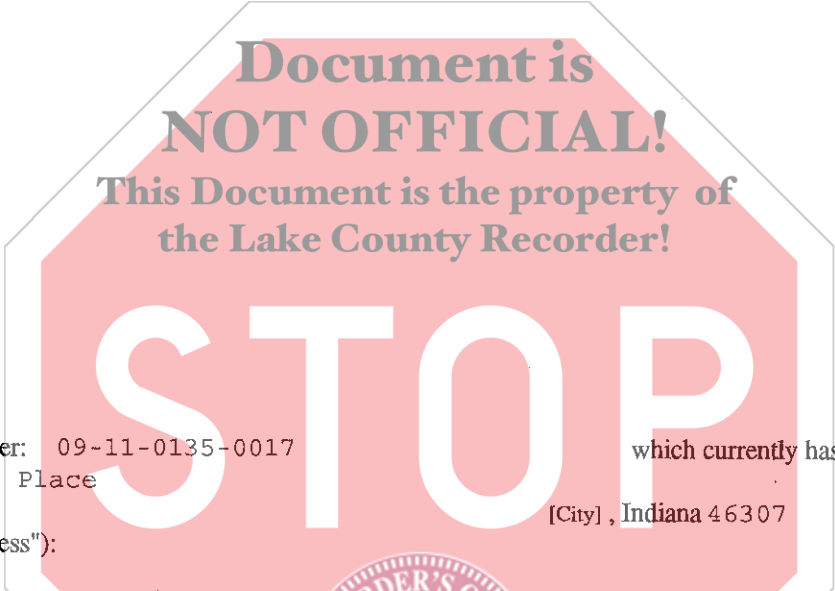 Document is
NOT OFFICIAL!
This Document is the property of
the Lake County Recorder!
STOP
er: 09-11-0135-0017 which currently has
Place
[City] , Indiana 46307
ess"):
RDER'S